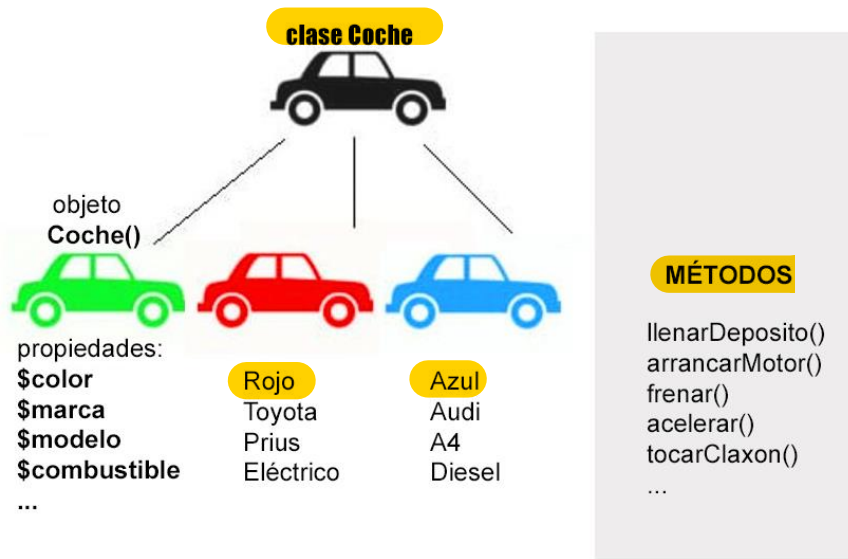 clase Coche
objeto
Coche()
propiedades:
$color
$marca
$modelo
$combustible
...
Rojo
Toyota
Prius
Eléctrico
Azul
Audi
A4
Diesel
MÉTODOS
llenarDeposito()
arrancarMotor()
frenar()
acelerar()
tocarClaxon()
...